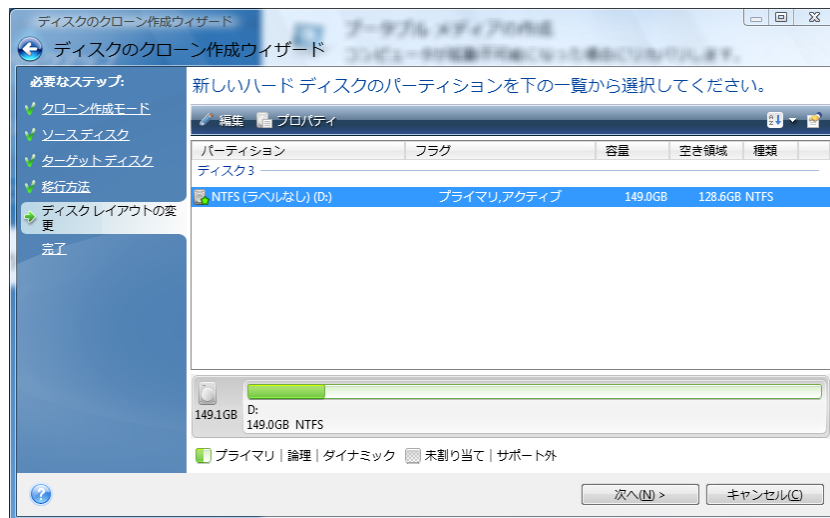 ディスクのクローン作成ウィザード
ブータブル メディアの作成
ディスクのクローン作成ウィザード
必要なステップ:
クローン作成モード
ソース ディスク
ターゲット ディスク
移行方法
ディスク レイアウトの変
更
完了
新しいハード ディスクのパーティションを下の一覧から選択してください。
編集 プロパティ
パーティション フラグ 容量 空き領域 種類
ディスク 3
NTFS (ラベルなし) (D:) プライマリ,アクティブ 149.0GB 128.6GB NTFS
149.1GB
D:
149.0GB NTFS
プライマリ | 論理 | ダイナミック 未割り当て | サポート外
次へ(N) > キャンセル(C)